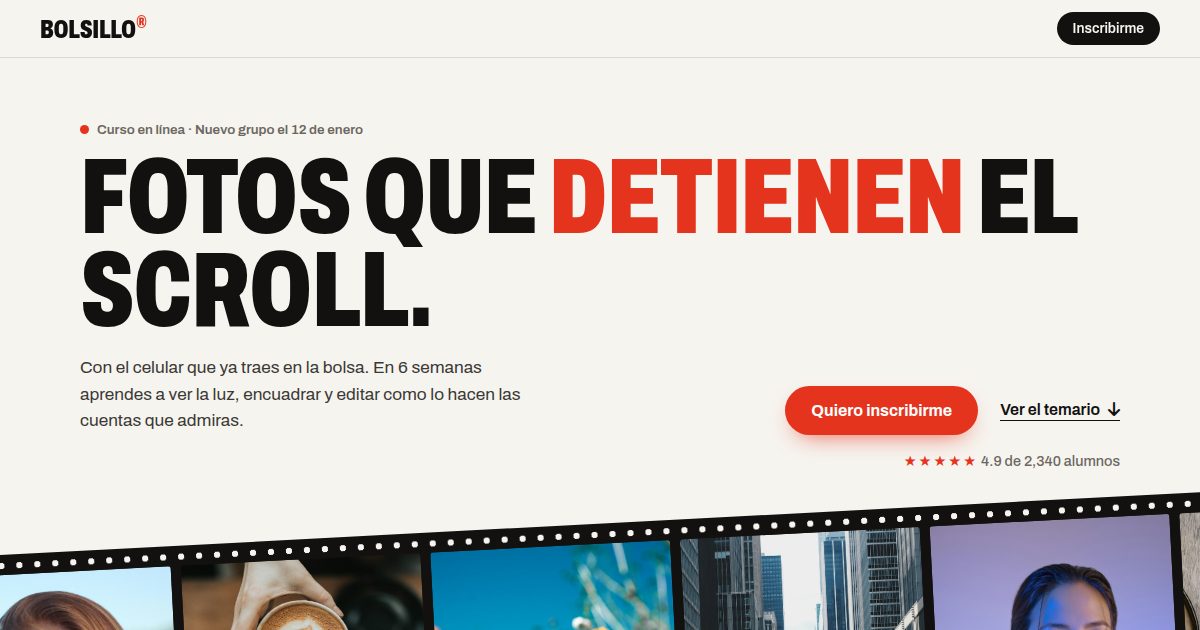 BOLSILLO®
Inscribirme
Curso en línea · Nuevo grupo el 12 de enero
FOTOS QUE DETIENEN EL
SCROLL.
Con el celular que ya traes en la bolsa. En 6 semanas
aprendes a ver la luz, encuadrar y editar como lo hacen las
cuentas que admiras.
Quiero inscribirme
Ver el temario ↓
★★★★★ 4.9 de 2,340 alumnos